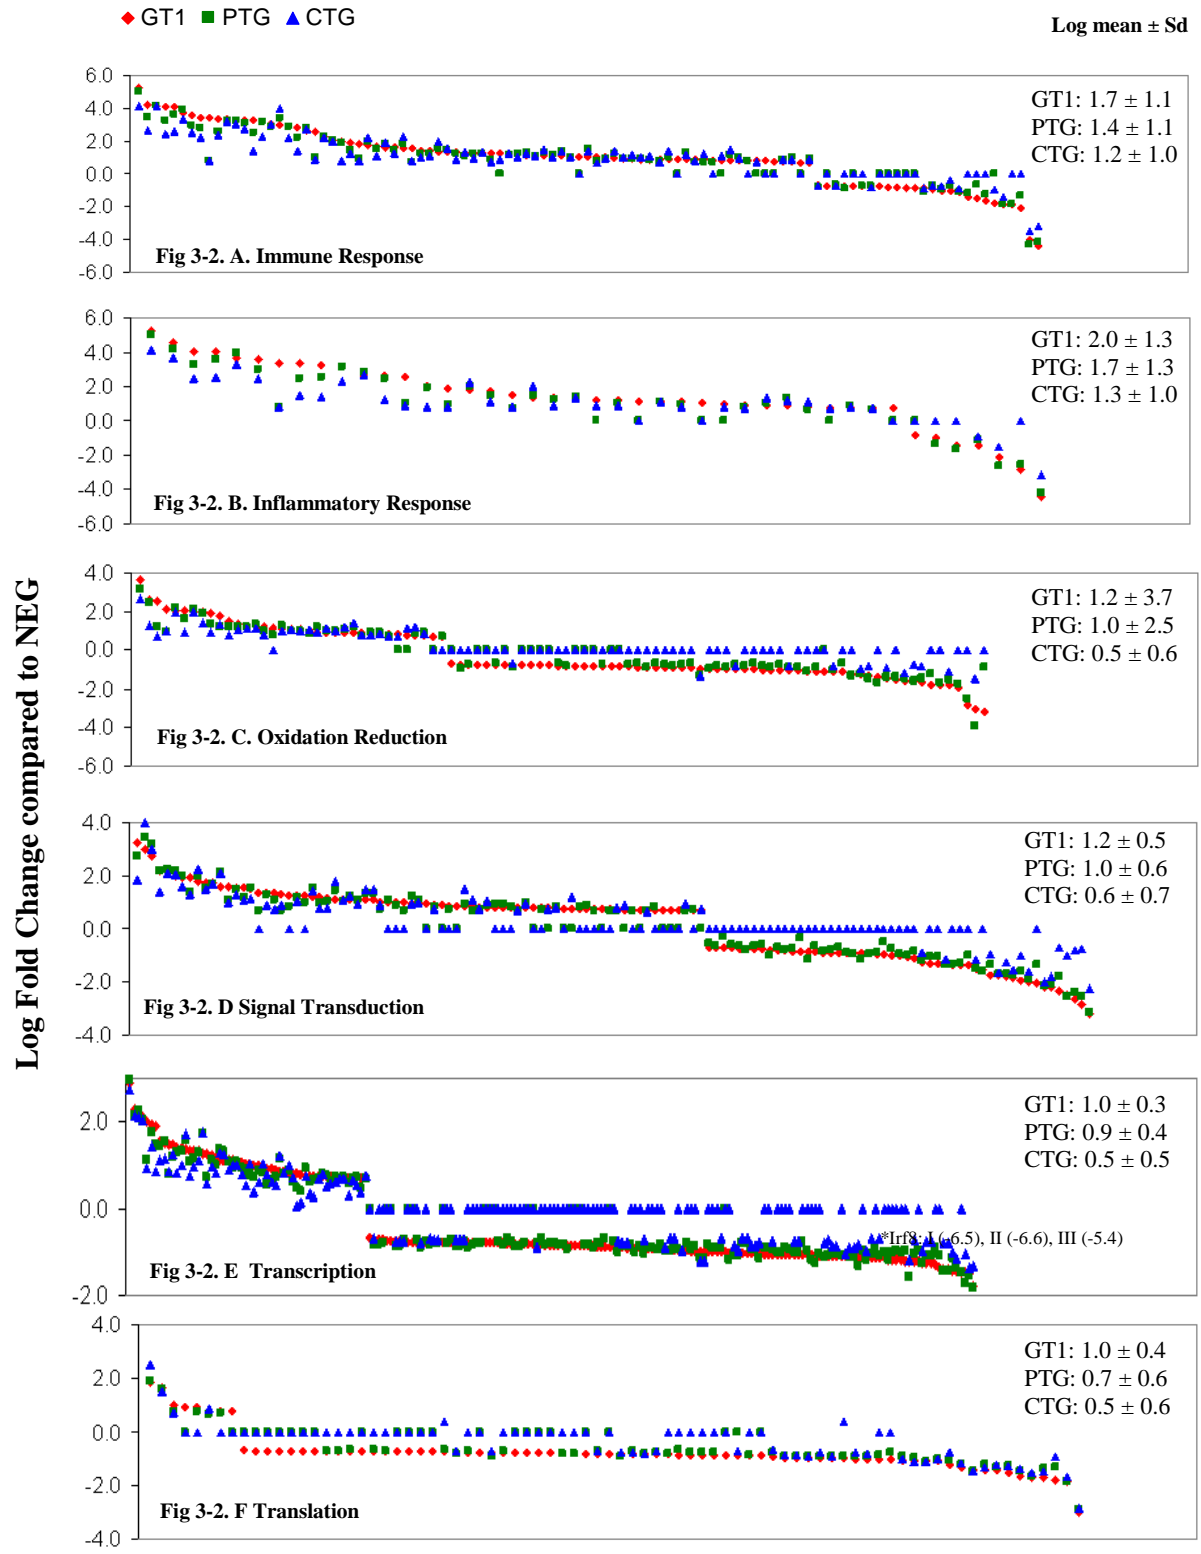 GT1 PTG CTG
Log mean ± Sd
Log Fold Change compared to NEG
6.0
4.0
2.0
0.0
-2.0
-4.0
-6.0
GT1: 1.7 ± 1.1
PTG: 1.4 ± 1.1
CTG: 1.2 ± 1.0
Fig 3-2. A. Immune Response
6.0
4.0
2.0
0.0
-2.0
-4.0
-6.0
GT1: 2.0 ± 1.3
PTG: 1.7 ± 1.3
CTG: 1.3 ± 1.0
Fig 3-2. B. Inflammatory Response
4.0
2.0
0.0
-2.0
-4.0
-6.0
GT1: 1.2 ± 3.7
PTG: 1.0 ± 2.5
CTG: 0.5 ± 0.6
Fig 3-2. C. Oxidation Reduction
4.0
2.0
0.0
-2.0
-4.0
GT1: 1.2 ± 0.5
PTG: 1.0 ± 0.6
CTG: 0.6 ± 0.7
Fig 3-2. D Signal Transduction
2.0
0.0
-2.0
GT1: 1.0 ± 0.3
PTG: 0.9 ± 0.4
CTG: 0.5 ± 0.5
*Irf8: I (-6.5), II (-6.6), III (-5.4)
Fig 3-2. E Transcription
4.0
2.0
0.0
-2.0
-4.0
GT1: 1.0 ± 0.4
PTG: 0.7 ± 0.6
CTG: 0.5 ± 0.6
Fig 3-2. F Translation